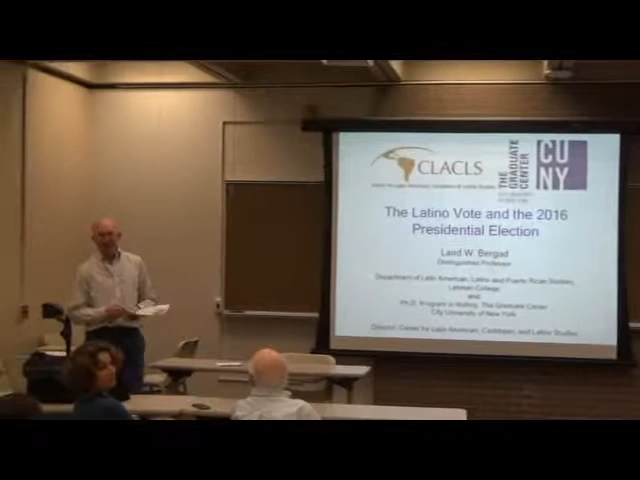 CLACLS
THE GRADUATE CENTER
CU
NY
The Latino Vote and the 2016
Presidential Election
Laird W. Bergad
Distinguished Professor
Department of Latin American, Latino and Puerto Rican Studies,
Lehman College
and
Ph.D. Program in History, The Graduate Center
City University of New York
Director, Center for Latin American, Caribbean, and Latino Studies